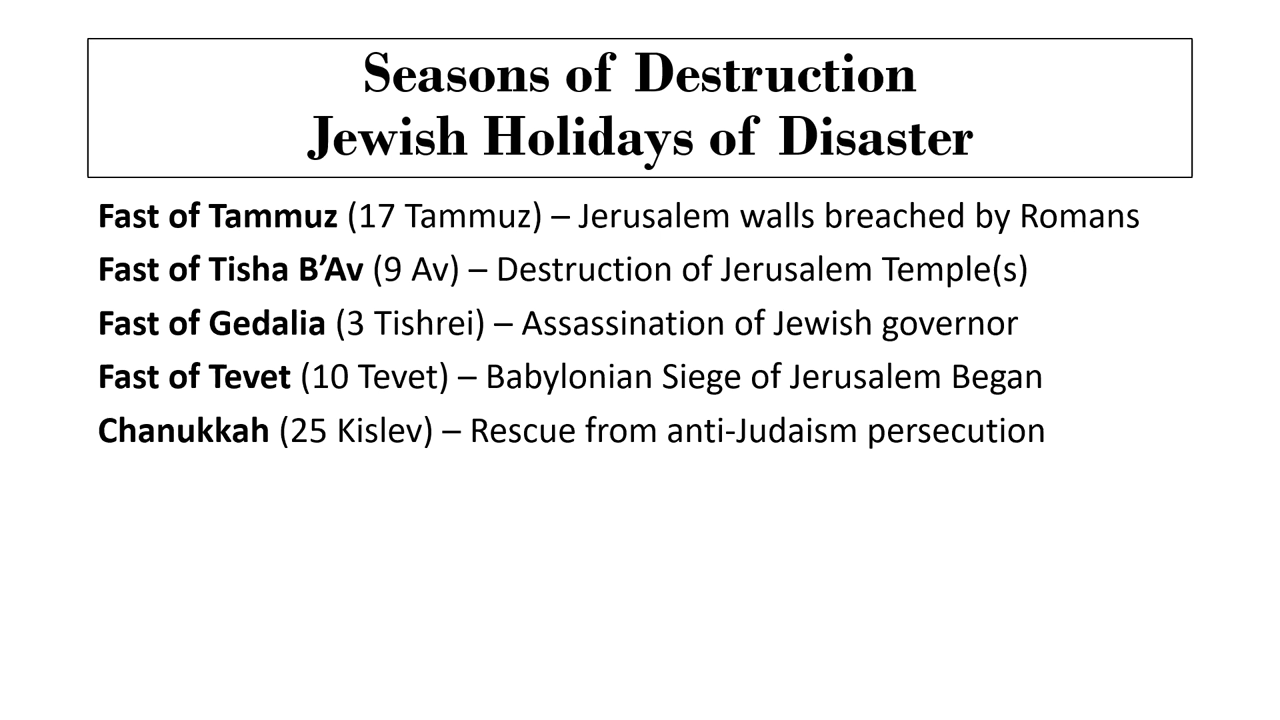 Seasons of Destruction
Jewish Holidays of Disaster
Fast of Tammuz (17 Tammuz) – Jerusalem walls breached by Romans
Fast of Tisha B’Av (9 Av) – Destruction of Jerusalem Temple(s)
Fast of Gedalia (3 Tishrei) – Assassination of Jewish governor
Fast of Tevet (10 Tevet) – Babylonian Siege of Jerusalem Began
Chanukkah (25 Kislev) – Rescue from anti-Judaism persecution